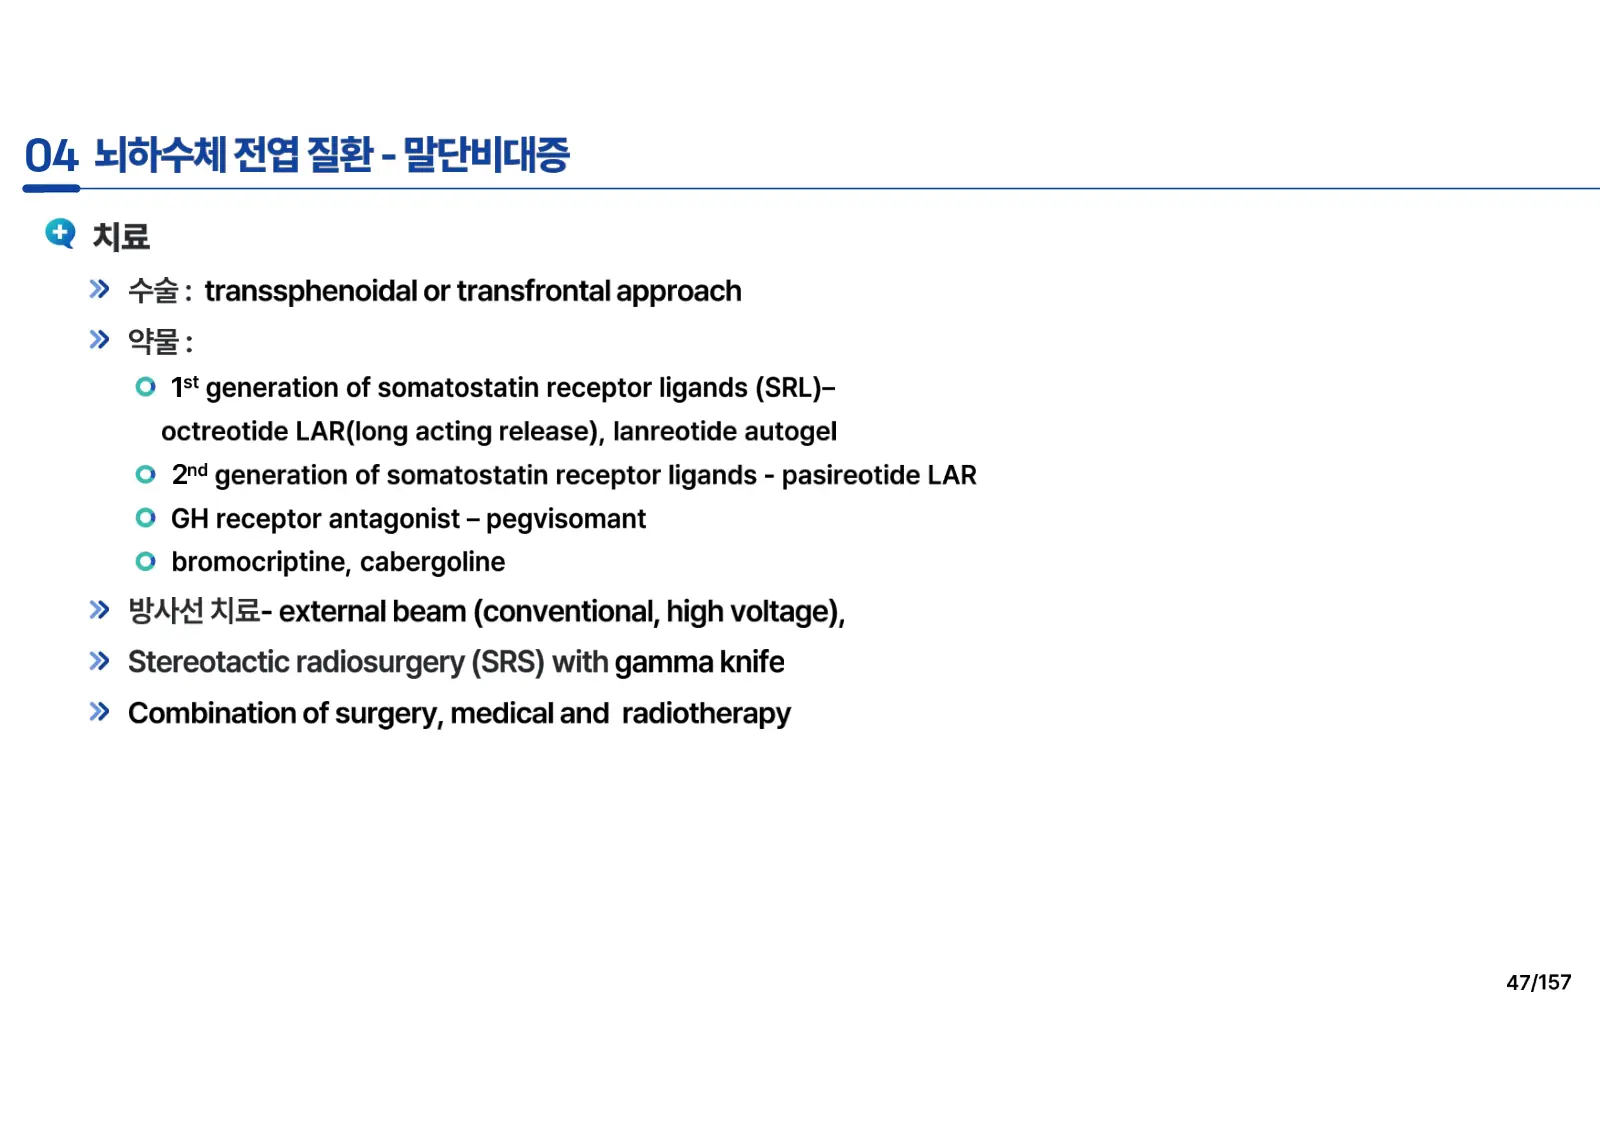 04 뇌하수체 전엽 질환 - 말단비대증
치료
수술 : transsphenoidal or transfrontal approach
약물 :
1st generation of somatostatin receptor ligands (SRL)–
octreotide LAR(long acting release), lanreotide autogel
2nd generation of somatostatin receptor ligands - pasireotide LAR
GH receptor antagonist – pegvisomant
bromocriptine, cabergoline
방사선 치료- external beam (conventional, high voltage),
Stereotactic radiosurgery (SRS) with gamma knife
Combination of surgery, medical and  radiotherapy
47/157